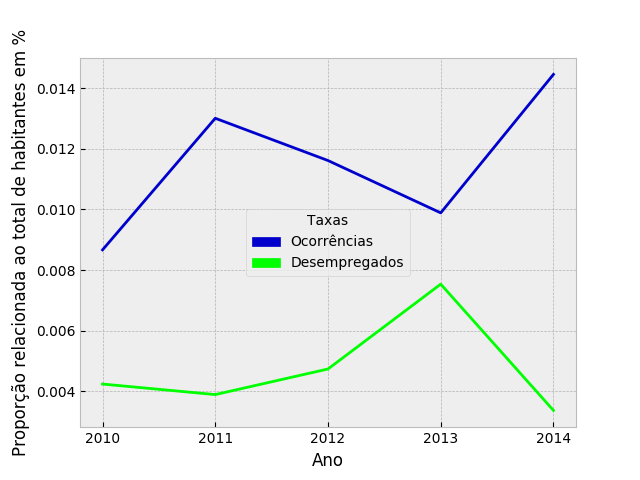 Proporção relacionada ao total de habitantes em %
0.014
0.012
0.010
0.008
0.006
0.004
Taxas
Ocorrências
Desempregados
2010 2011 2012 2013 2014
Ano